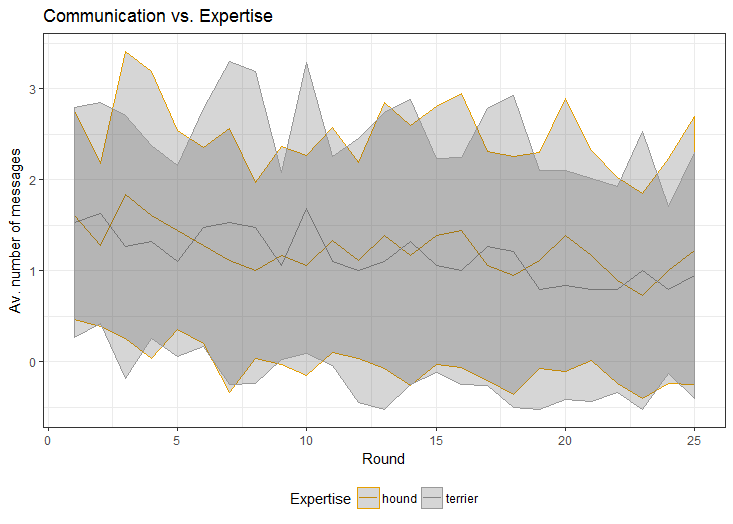 Communication vs. Expertise
Av. number of messages
3
2
1
0
0 5 10 15 20 25
Round
Expertise hound terrier